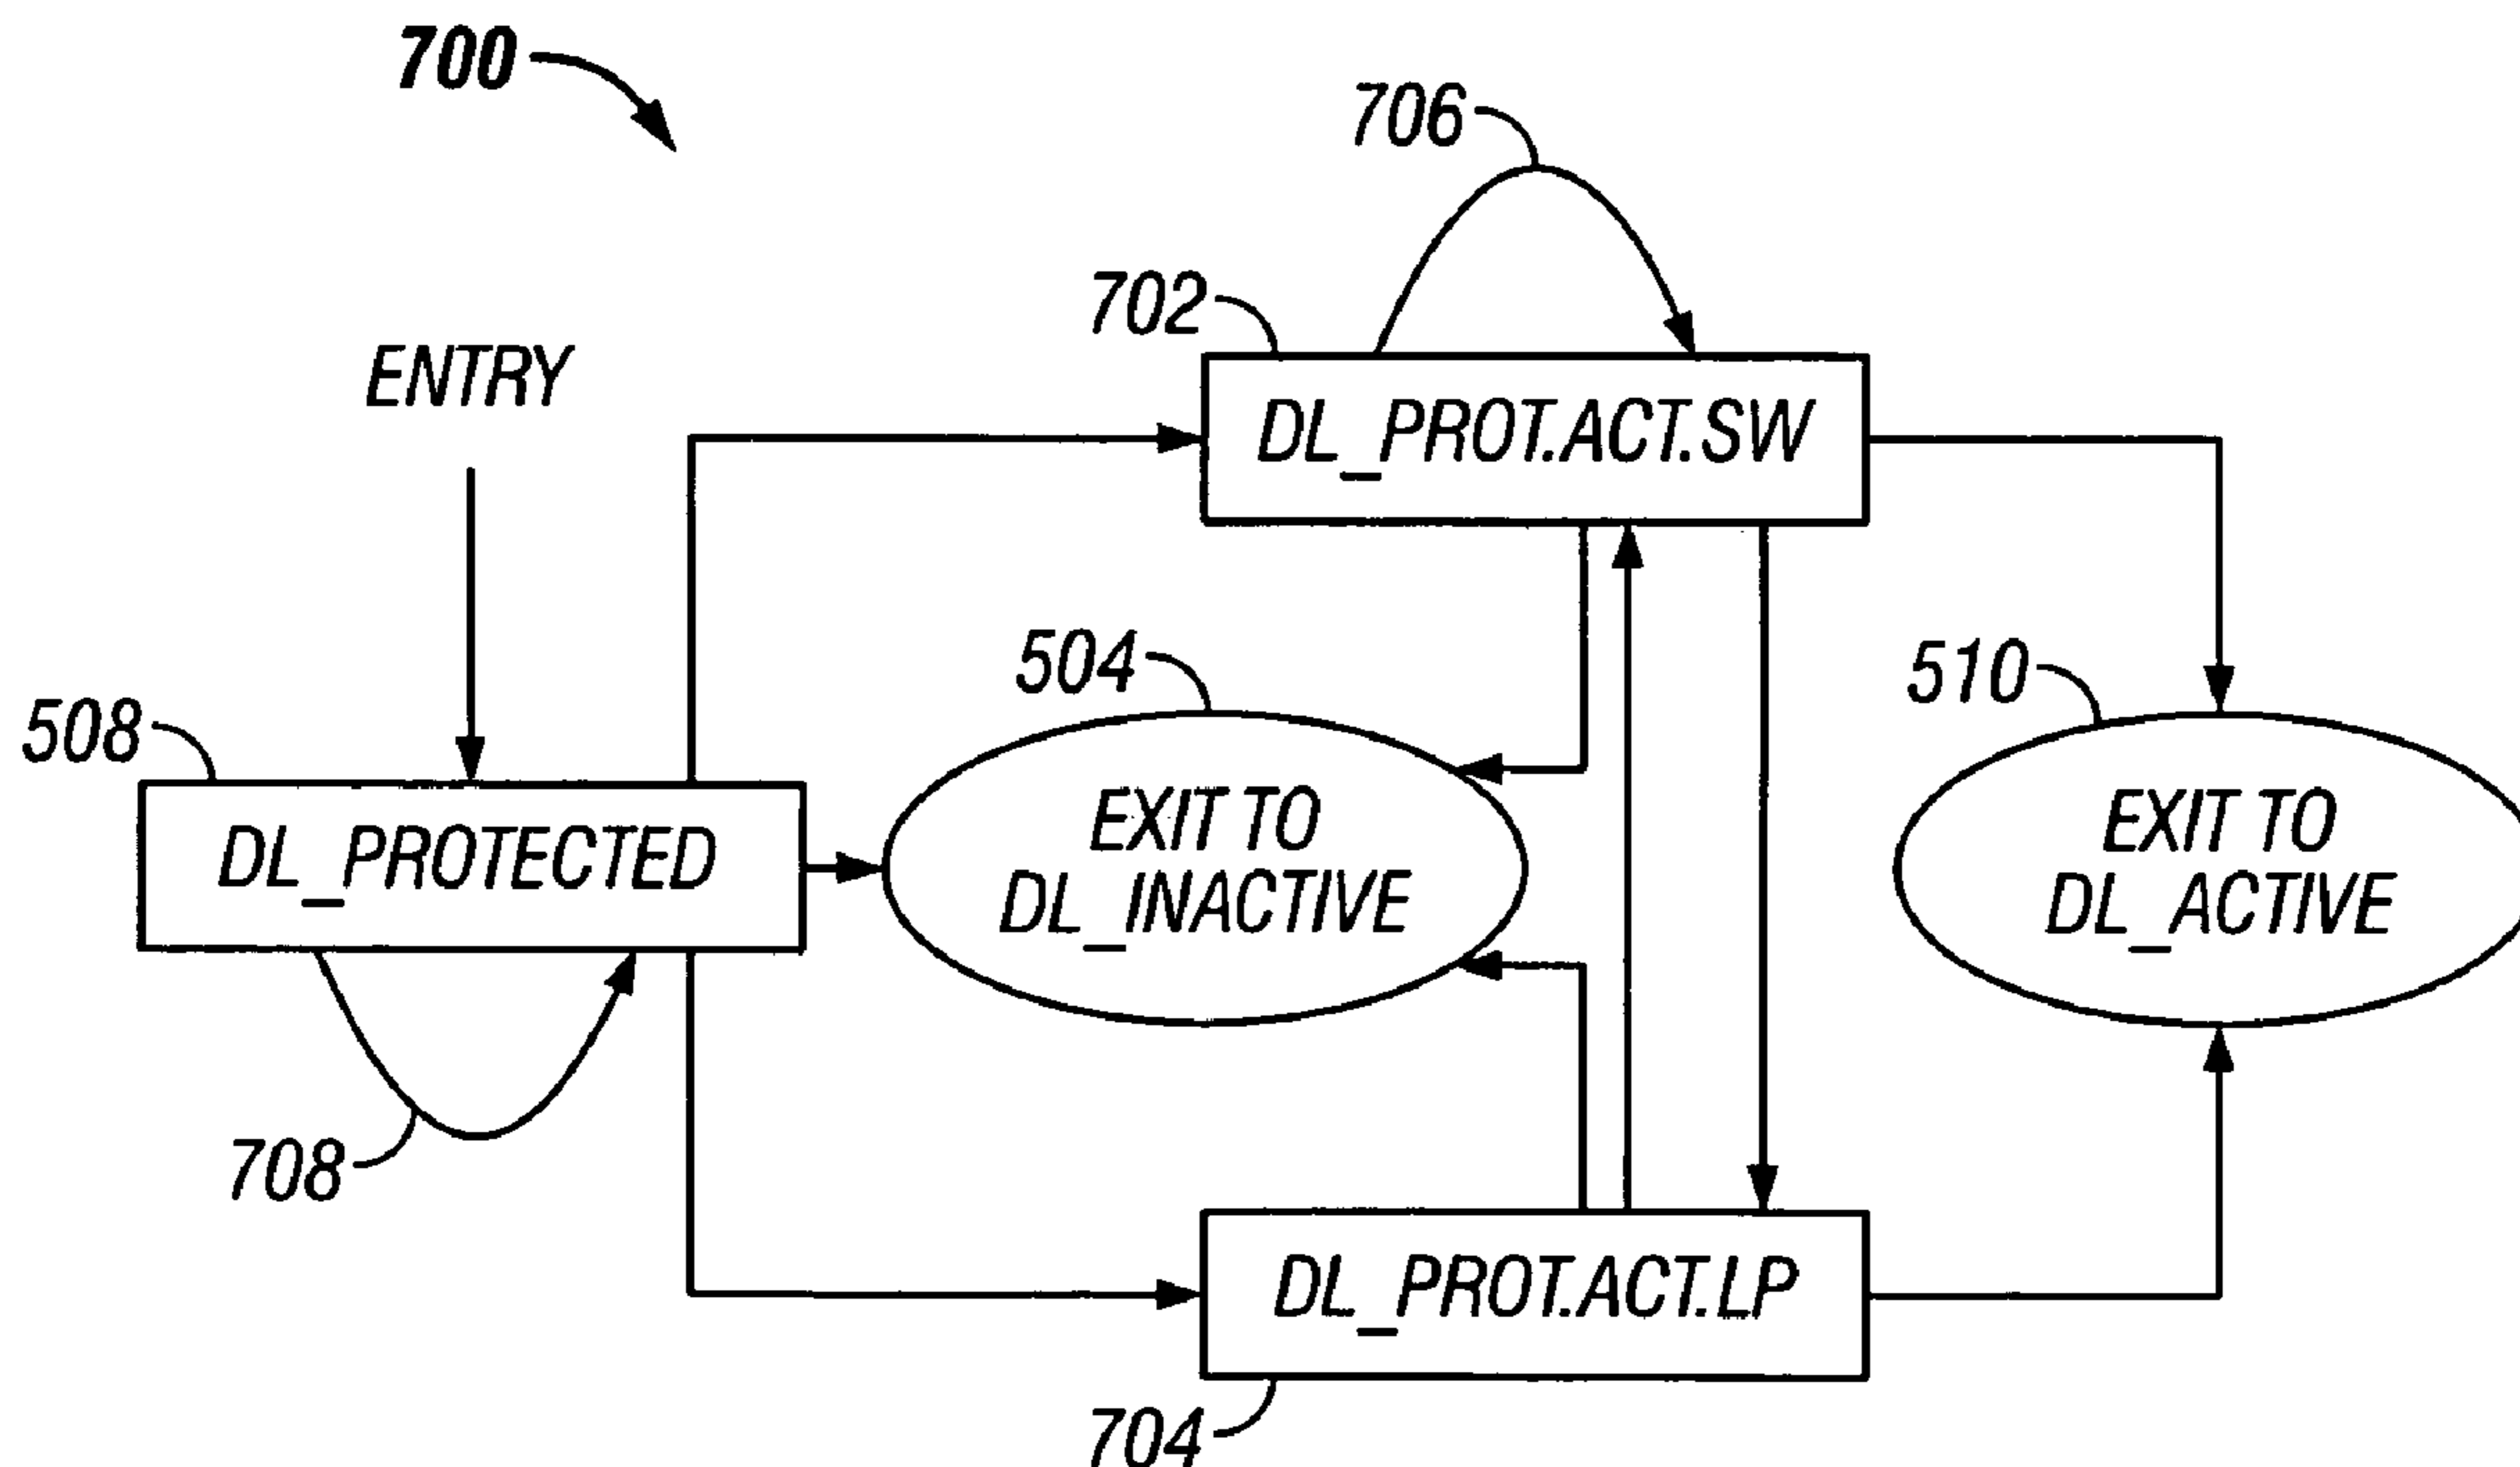 700
706
702
ENTRY
DL_PROT.ACT.SW
504
510
508
EXIT TO
DL_INACTIVE
EXIT TO
DL_ACTIVE
DL_PROTECTED
708
DL_PROT.ACT.LP
704